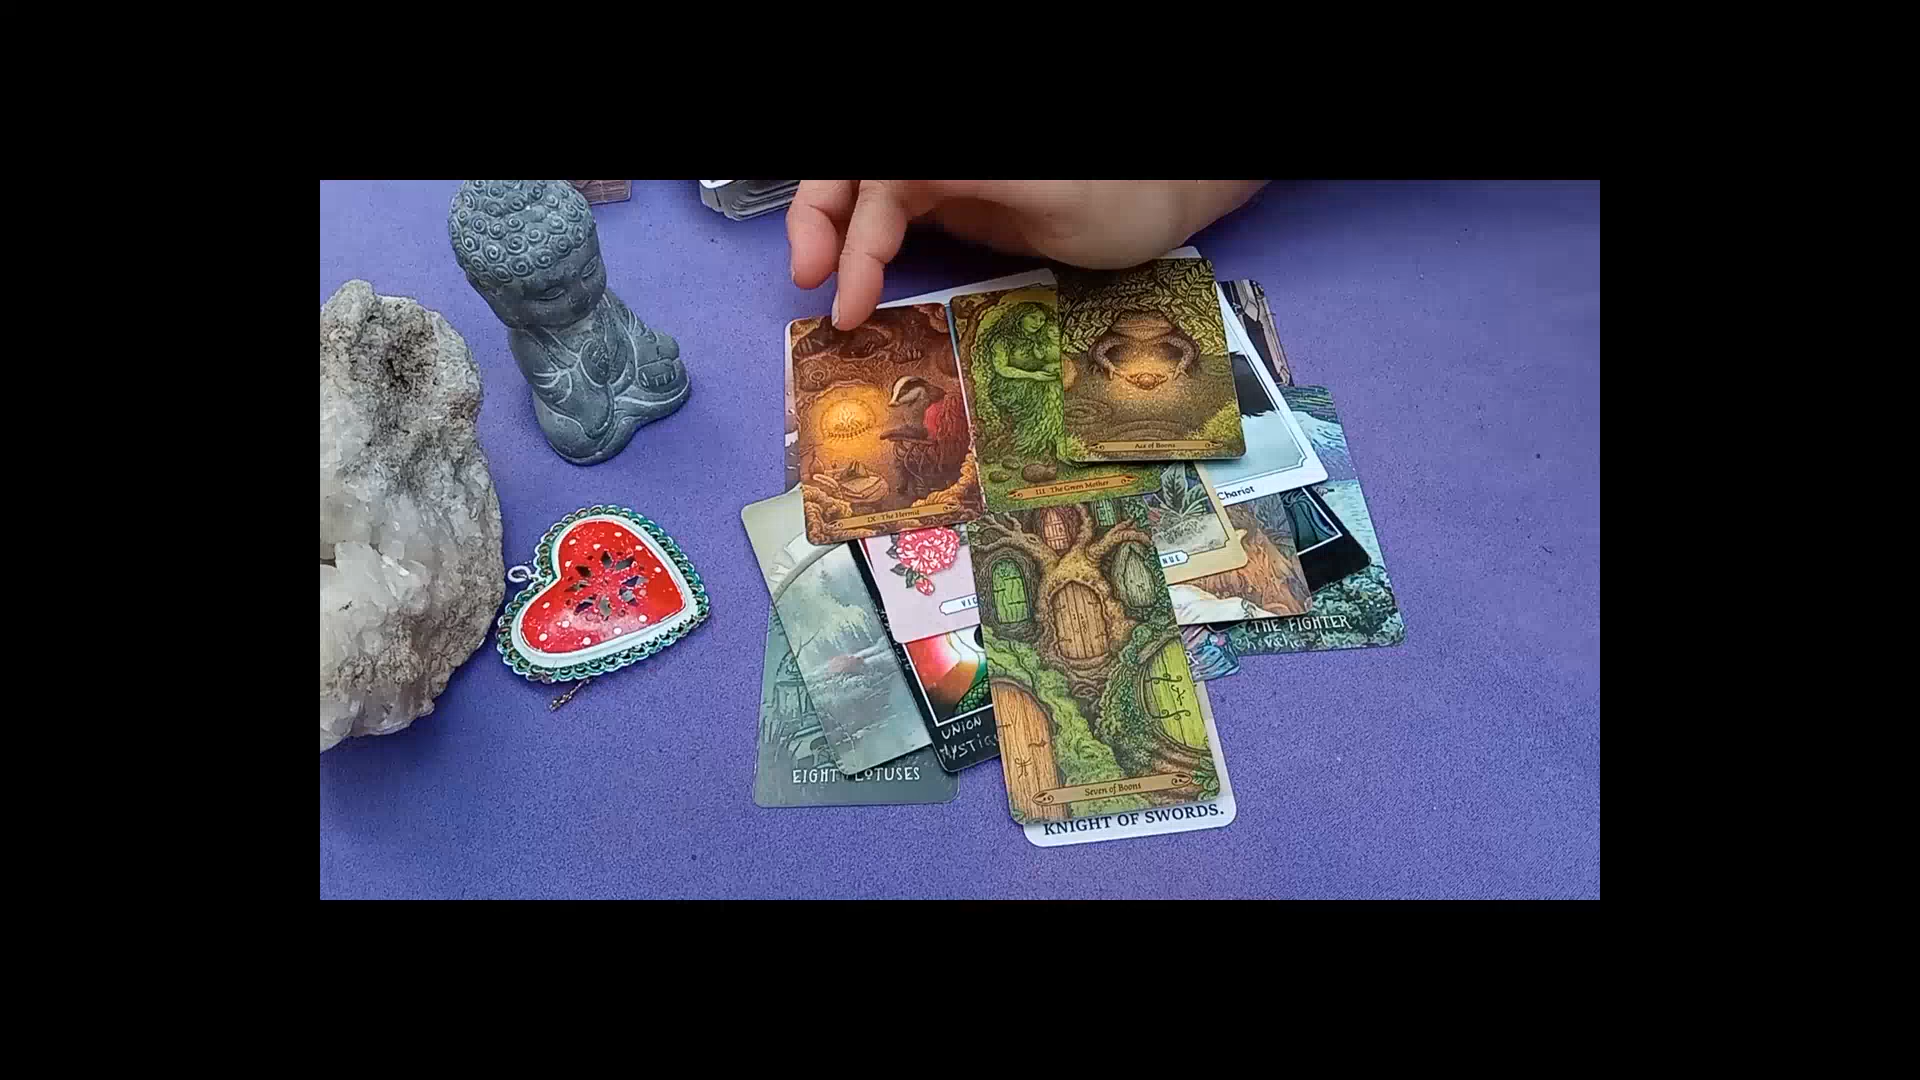 Ace of Boons
III The Green Mother
Chariot
IX The Hermit
THE FIGHTER
UNION
EIGHT LOTUSES
Seven of Boons
KNIGHT OF SWORDS.